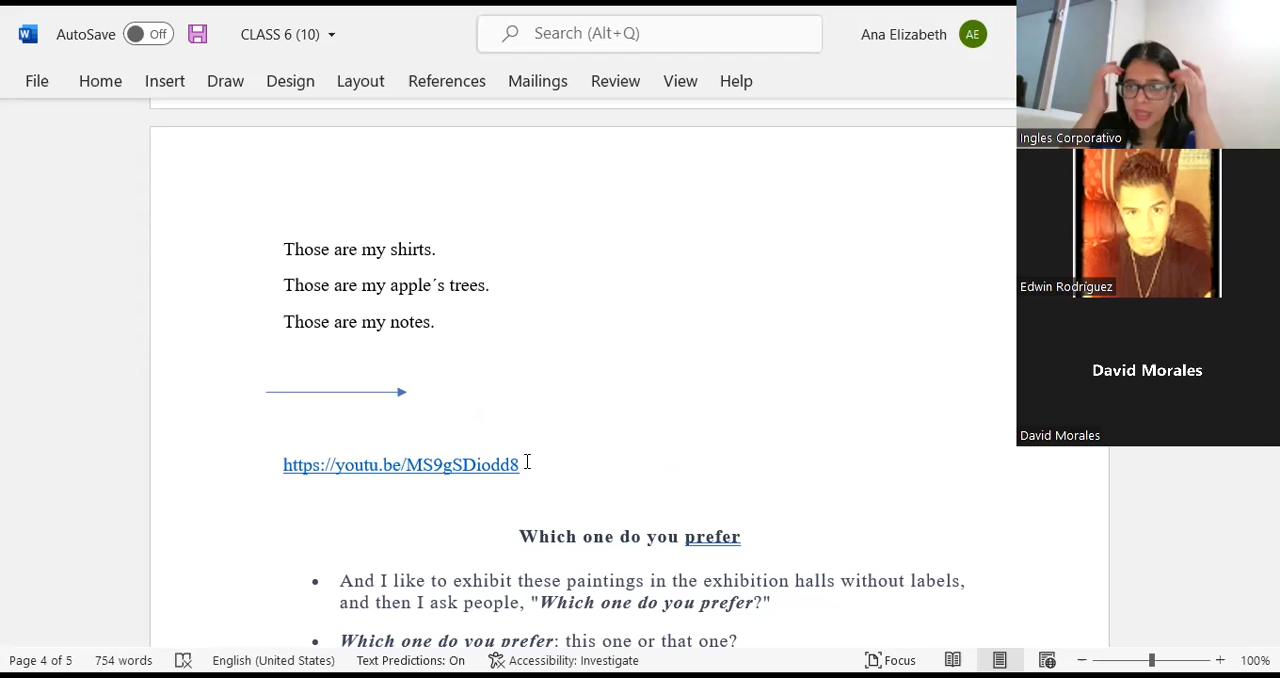 AutoSave Off CLASS 6 (10) Search (Alt+Q) Ana Elizabeth AE
File Home Insert Draw Design Layout References Mailings Review View Help
Ingles Corporativo
Edwin Rodríguez
David Morales
David Morales
Those are my shirts.
Those are my apple´s trees.
Those are my notes.
https://youtu.be/MS9gSDiodd8
Which one do you prefer
And I like to exhibit these paintings in the exhibition halls without labels,
and then I ask people, "Which one do you prefer?"
Which one do you prefer: this one or that one?
Page 4 of 5 754 words English (United States) Text Predictions: On Accessibility: Investigate Focus 100%